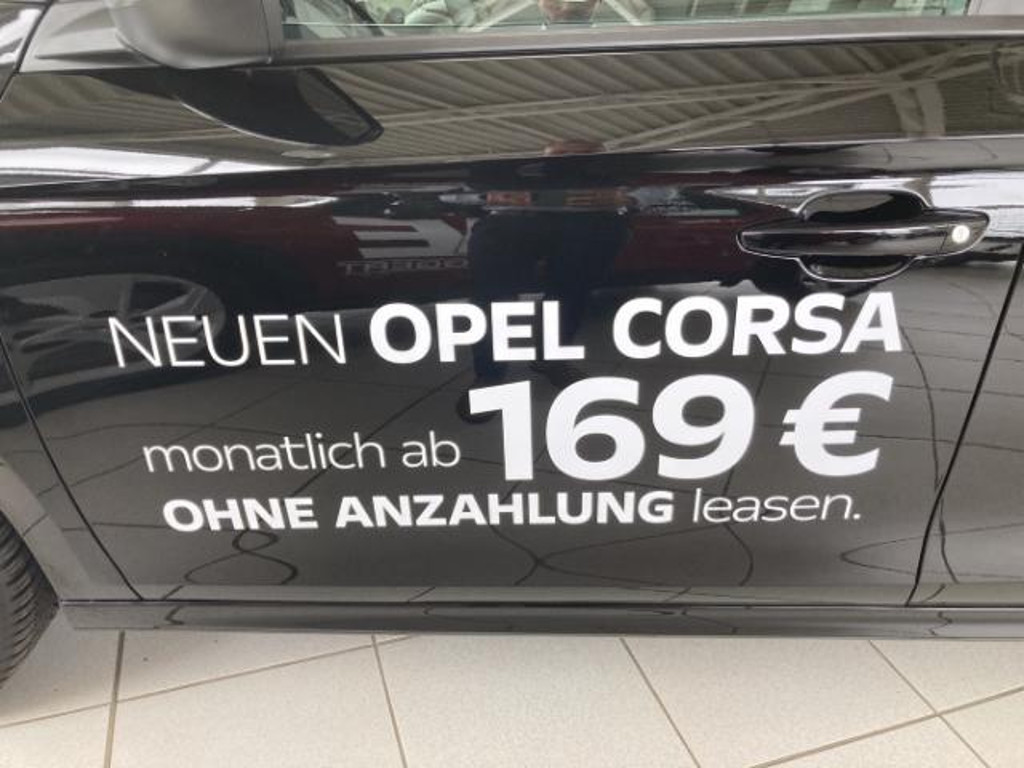 NEUEN OPEL CORSA
monatlich ab 169 €
OHNE ANZAHLUNG leasen.